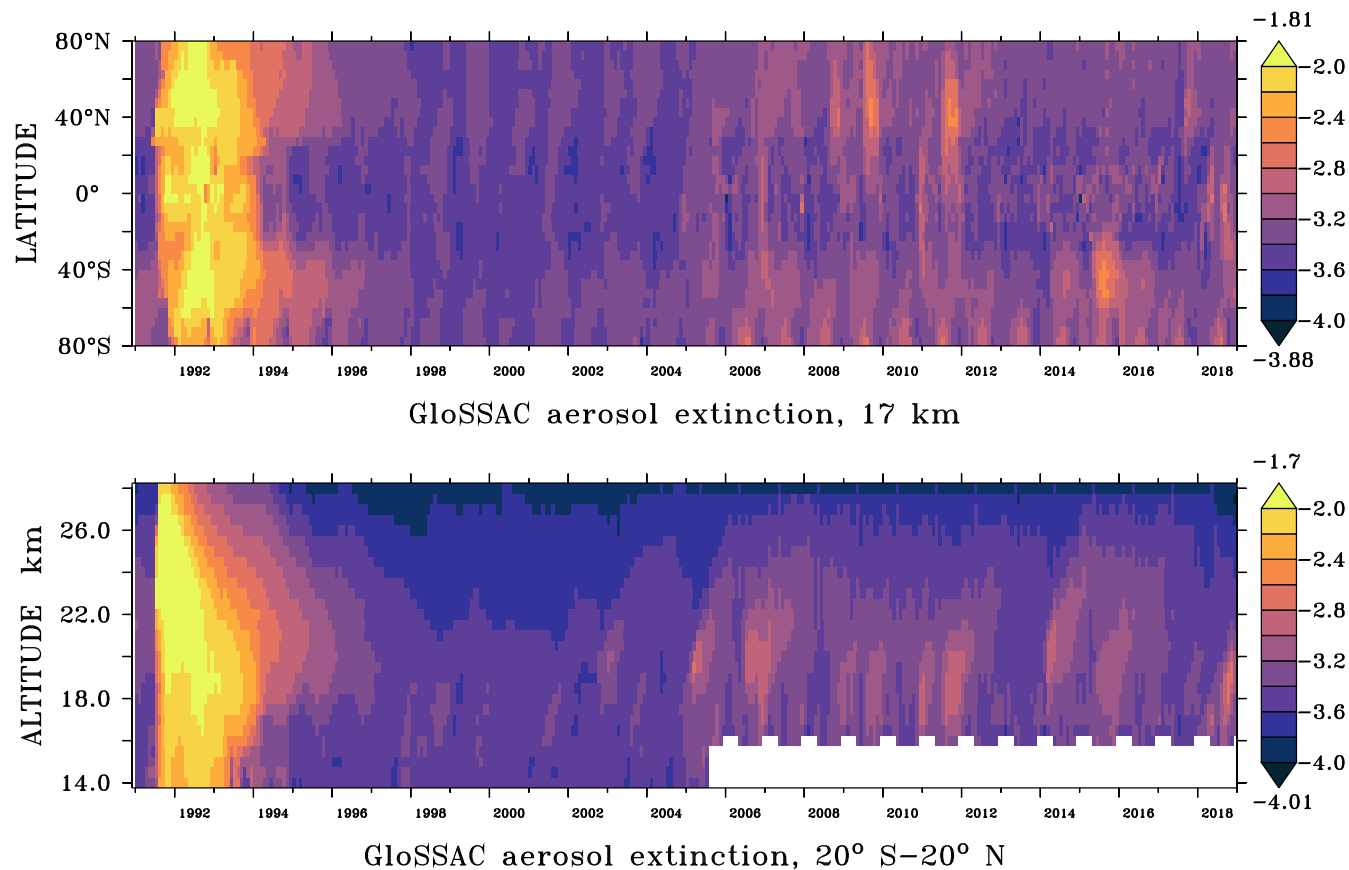 −1.81
80°N
40°N
0°
40°S
80°S
LATITUDE
−2.0
−2.4
−2.8
−3.2
−3.6
−4.0
−3.88
1992 1994 1996 1998 2000 2002 2004 2006 2008 2010 2012 2014 2016 2018
GloSSAC aerosol extinction, 17 km
−1.7
26.0
22.0
18.0
14.0
ALTITUDE km
−2.0
−2.4
−2.8
−3.2
−3.6
−4.0
−4.01
1992 1994 1996 1998 2000 2002 2004 2006 2008 2010 2012 2014 2016 2018
GloSSAC aerosol extinction, 20° S−20° N